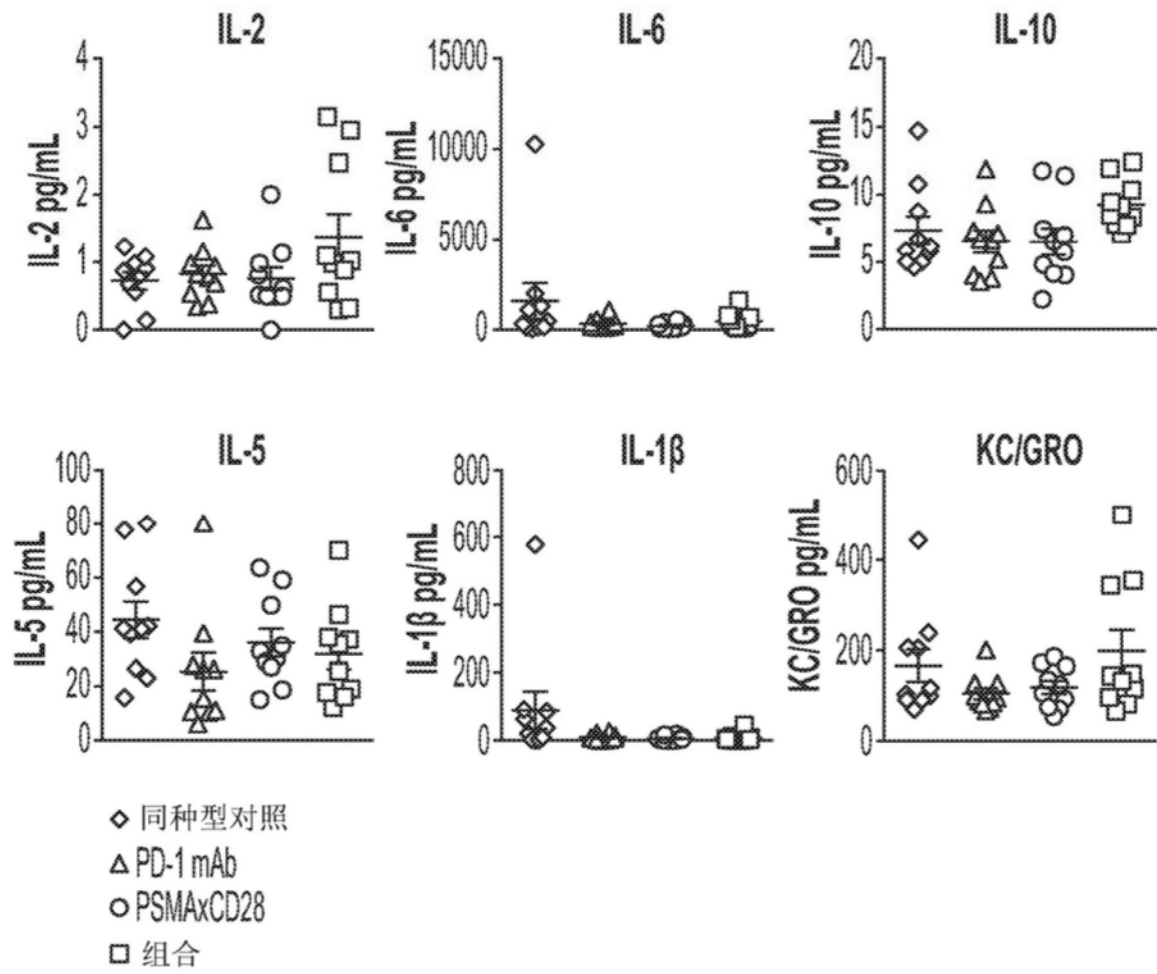 IL-2
IL-6
IL-10
4
3
2
1
0
IL-2 pg/mL
15000
10000
5000
0
IL-6 pg/mL
20
15
10
5
0
IL-10 pg/mL
IL-5
IL-1β
KC/GRO
100
80
60
40
20
0
IL-5 pg/mL
800
600
400
200
0
IL-1β pg/mL
600
400
200
0
KC/GRO pg/mL
同种型对照
PD-1 mAb
PSMAxCD28
组合